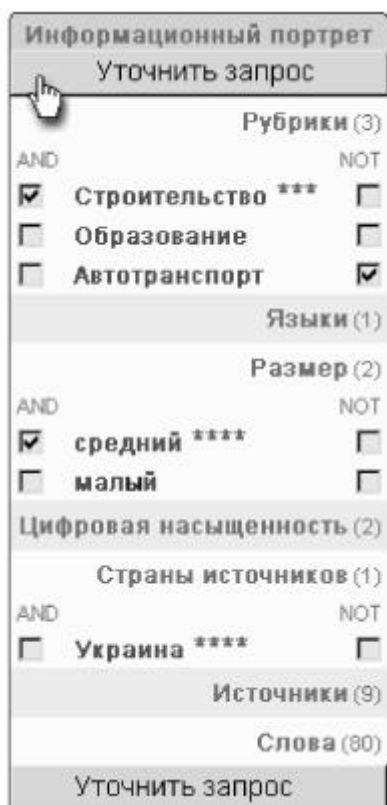 Информационный портрет
Уточнить запрос
Рубрики (3)
AND NOT
Строительство ***
Образование
Автотранспорт
Языки (1)
Размер (2)
AND NOT
средний ****
малый
Цифровая насыщенность (2)
Страны источников (1)
AND NOT
Украина ****
Источники (9)
Слова (80)
Уточнить запрос